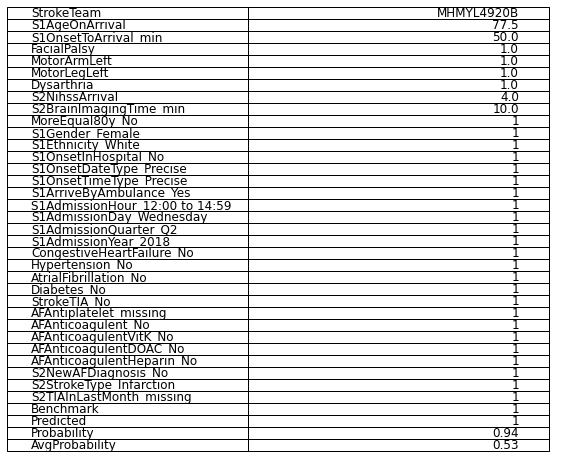 StrokeTeam MHMYL4920B
S1AgeOnArrival 77.5
S1OnsetToArrival_min 50.0
FacialPalsy 1.0
MotorArmLeft 1.0
MotorLegLeft 1.0
Dysarthria 1.0
S2NihssArrival 4.0
S2BrainImagingTime_min 10.0
MoreEqual80y_No 1
S1Gender_Female 1
S1Ethnicity_White 1
S1OnsetInHospital_No 1
S1OnsetDateType_Precise 1
S1OnsetTimeType_Precise 1
S1ArriveByAmbulance_Yes 1
S1AdmissionHour_12:00 to 14:59 1
S1AdmissionDay_Wednesday 1
S1AdmissionQuarter_Q2 1
S1AdmissionYear_2018 1
CongestiveHeartFailure_No 1
Hypertension_No 1
AtrialFibrillation_No 1
Diabetes_No 1
StrokeTIA_No 1
AFAntiplatelet_missing 1
AFAnticoagulent_No 1
AFAnticoagulentVitK_No 1
AFAnticoagulentDOAC_No 1
AFAnticoagulentHeparin_No 1
S2NewAFDiagnosis_No 1
S2StrokeType_Infarction 1
S2TIAInLastMonth_missing 1
Benchmark 1
Predicted 1
Probability 0.94
AvgProbability 0.53